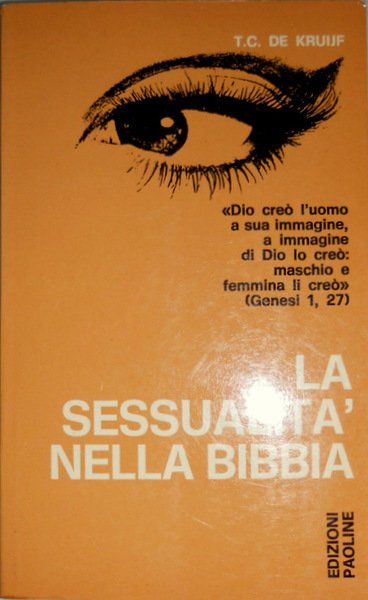 T.C. DE KRUIJF
«Dio creò l'uomo
a sua immagine,
a immagine
di Dio lo creò:
maschio e
femmina li creò»
(Genesi 1, 27)
LA
SESSUALITA'
NELLA BIBBIA
EDIZIONI
PAOLINE